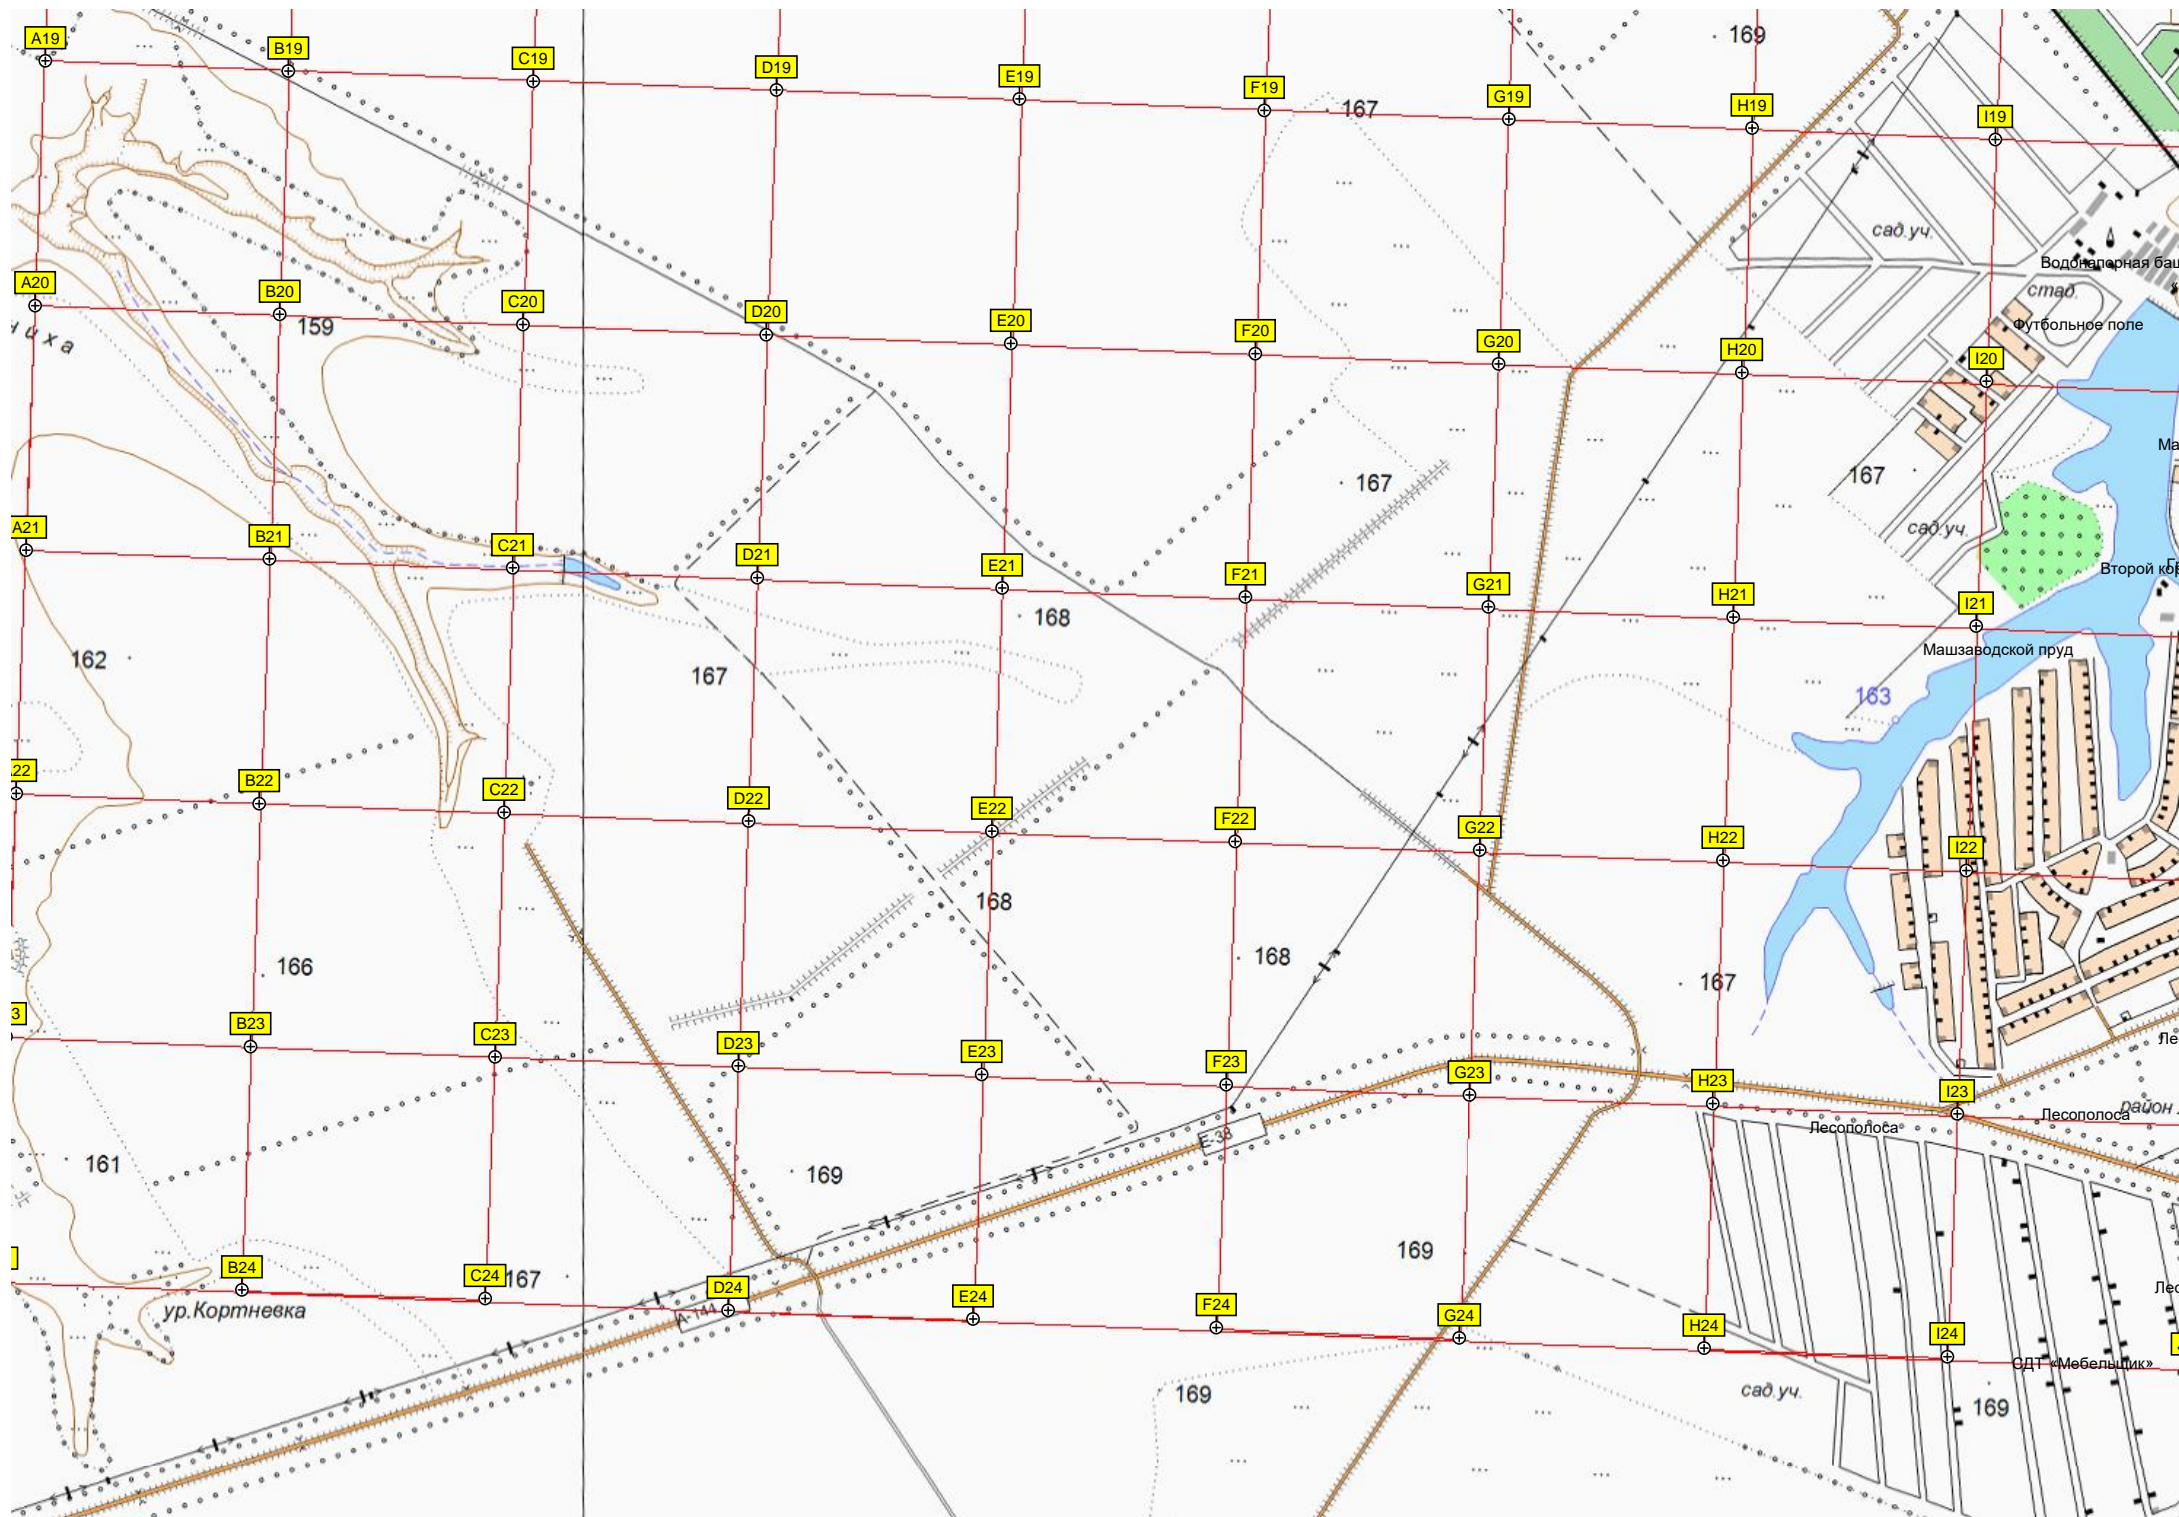 A19
B19
C19
D19
E19
F19
G19
H19
I19
169
167
сад.уч.
Водонапорная
стад.
Футбольное поле
A20
B20
C20
D20
E20
F20
G20
H20
I20
159
167
167
сад.уч.
A21
B21
C21
D21
E21
F21
G21
H21
I21
Второй
168
162
167
Машзаводской пруд
163
22
B22
C22
D22
E22
F22
G22
H22
I22
168
166
168
167
3
B23
C23
D23
E23
F23
G23
H23
I23
Лесополоса
район
Лесополоса
E-38
161
169
169
B24
C24
D24
E24
F24
G24
H24
I24
167
ур.Кортневка
A-144
СДТ «Мебельщик»
169
сад.уч.
169